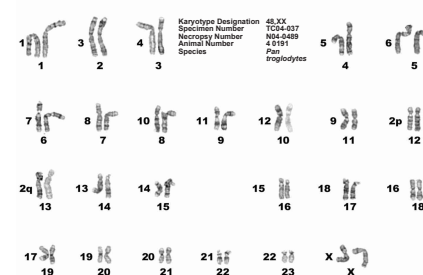 Karyotype Designation 48,XX
Specimen Number TC04-037
Necropsy Number N04-0489
Animal Number 4 0191
Species Pan
troglodytes
1 3 4 5 6
1 2 3 4 5
7 8 10 11 12 9 2p
6 7 8 9 10 11 12
2q 13 14 15 18 16
13 14 15 16 17 18
17 19 20 21 22 X
19 20 21 22 23 X